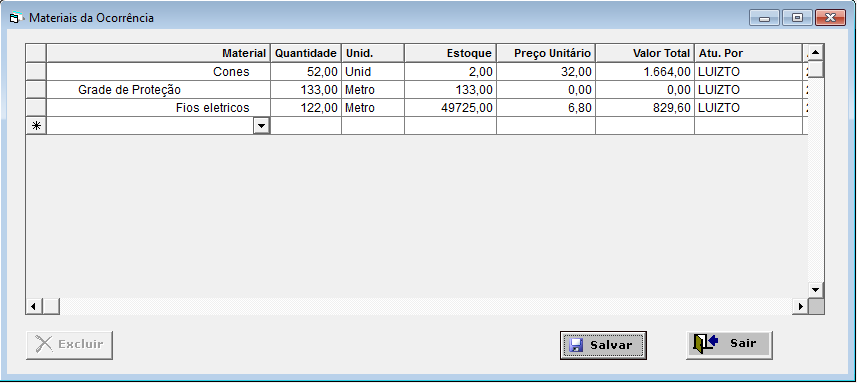 Materiais da Ocorrência
Material Quantidade Unid. Estoque Preço Unitário Valor Total Atu. Por
Cones 52,00 Unid 2,00 32,00 1.664,00 LUIZTO
Grade de Proteção 133,00 Metro 133,00 0,00 0,00 LUIZTO
Fios eletricos 122,00 Metro 49725,00 6,80 829,60 LUIZTO
Excluir Salvar Sair